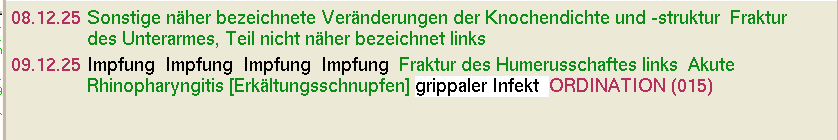 08.12.25 Sonstige näher bezeichnete Veränderungen der Knochendichte und -struktur Fraktur
des Unterarmes, Teil nicht näher bezeichnet links
09.12.25 Impfung Impfung Impfung Impfung Fraktur des Humerusschaftes links Akute
Rhinopharyngitis [Erkältungsschnupfen] grippaler Infekt ORDINATION (015)